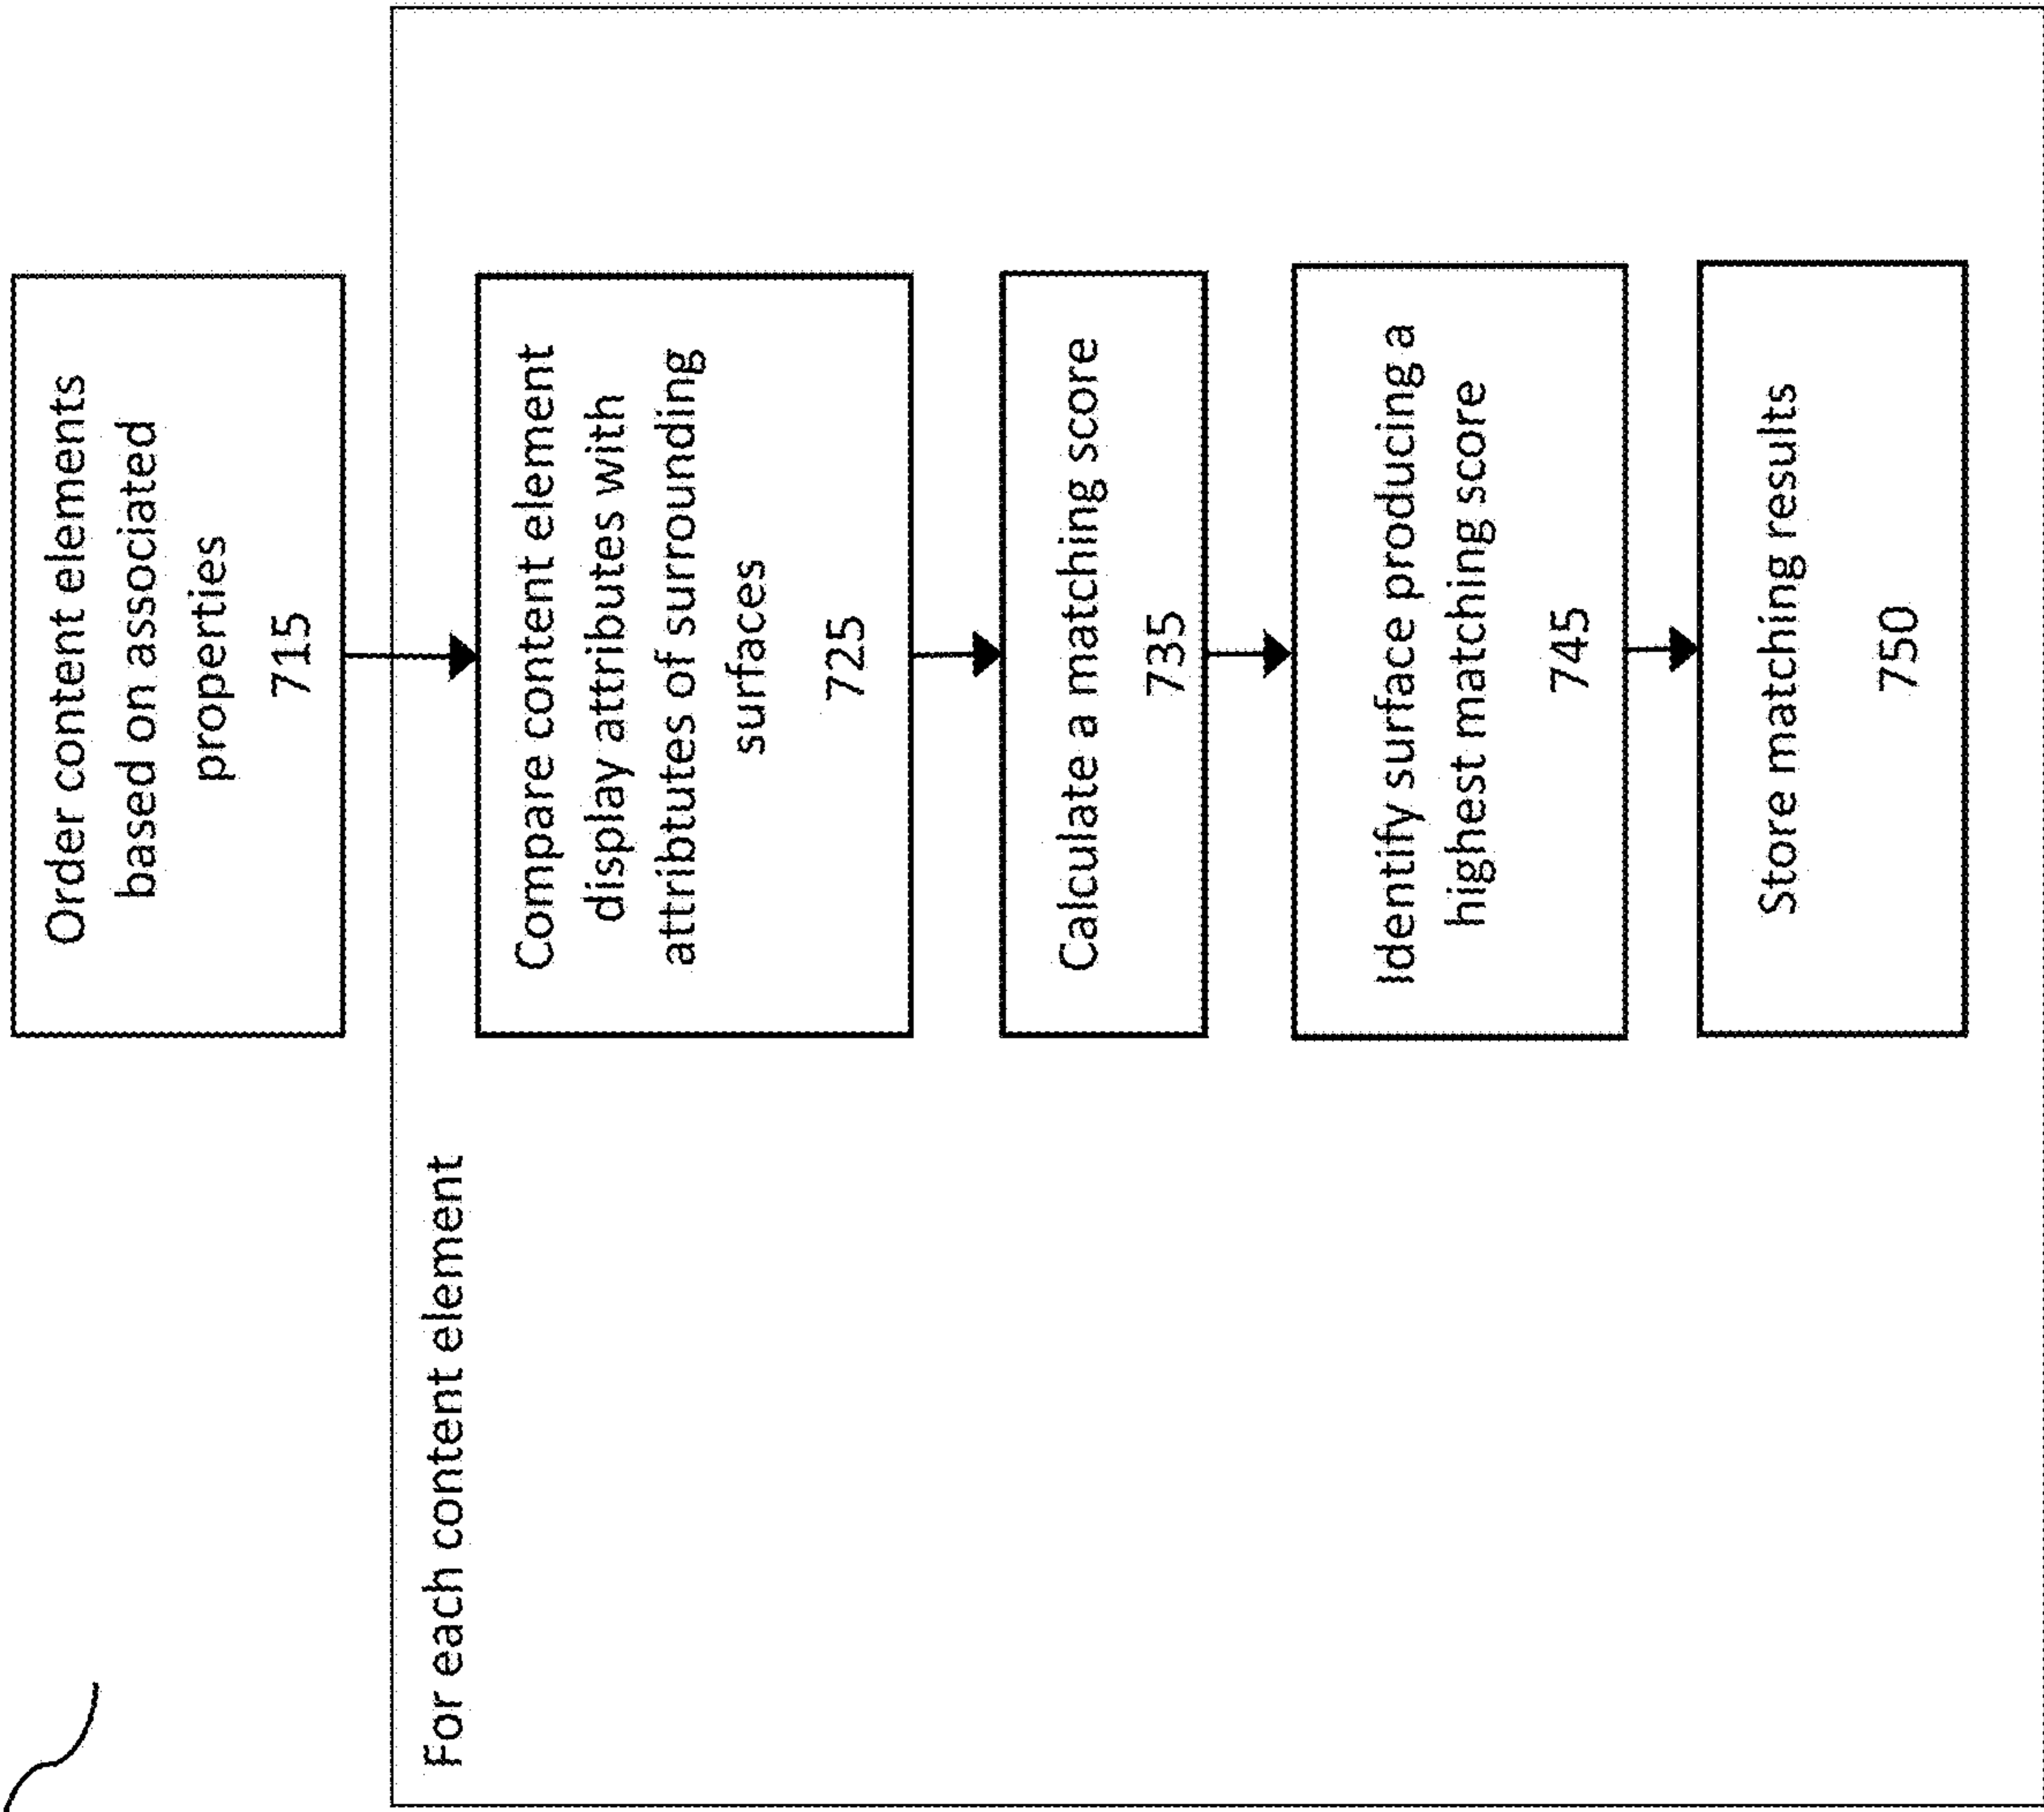 Order content elements
based on associated
properties
715
For each content element
Compare content element
display attributes with
attribtutes of surrounding
surfaces
725
Calculate a matching score
735
Identify surface producing a
highest matching score
745
Store matching results
750